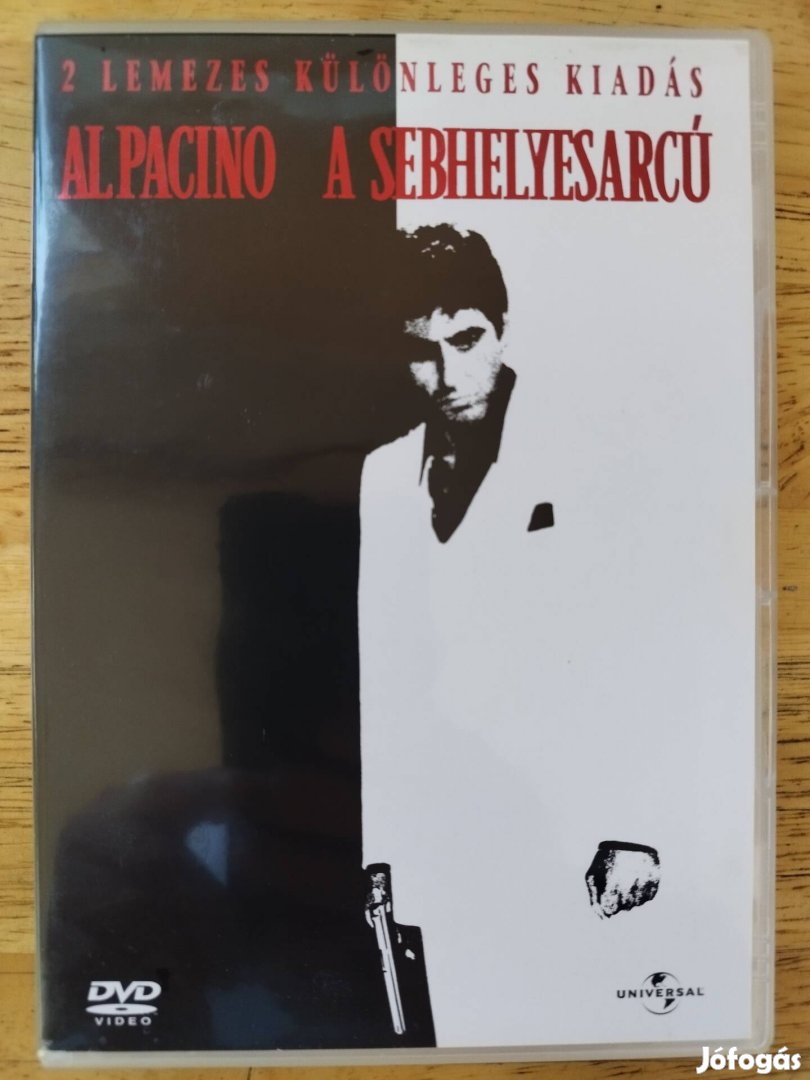 2 LEMEZES KÜLÖNLEGES KIADÁS
AL PACINO A SEBHELYESARCÚ
DVD
VIDEO
UNIVERSAL
Jófogás